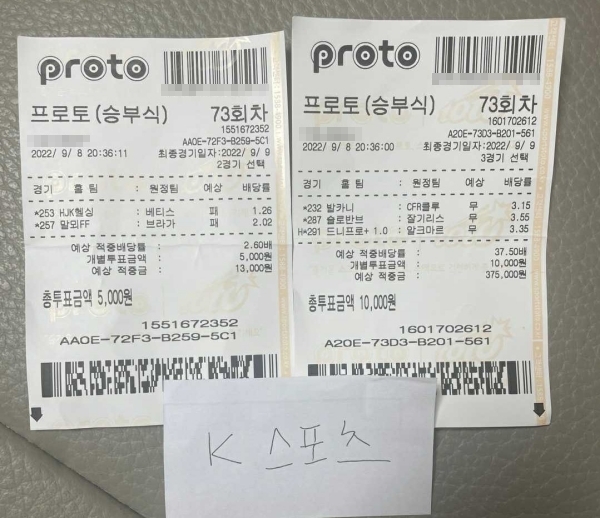 proto
프로토(승부식) 73회차
1551672352
AA0E-72F3-B259-5C1
2022/ 9/ 8 20:36:11 최종경기일자:2022/ 9/ 9
2경기 선택
경기 홈 팀 : 원정팀 예상 배당률
*253 HJK헬싱 : 베티스 패 1.26
*257 말뫼FF : 브라가 패 2.02
예상 적중배당률 : 2.60배
개별투표금액 : 5,000원
예상 적중금 : 13,000원
총투표금액 5,000원
1551672352
AA0E-72F3-B259-5C1
proto
프로토(승부식) 73회차
1601702612
A20E-73D3-B201-561
2022/ 9/ 8 20:36:00 최종경기일자:2022/ 9/ 9
3경기 선택
경기 홈 팀 : 원정팀 예상 배당률
*232 발카니 : CFR클루 무 3.15
*287 슬로반브 : 잘기리스 무 3.55
H*291 드니프로+ 1.0 : 알크마르 무 3.35
예상 적중배당률 : 37.50배
개별투표금액 : 10,000원
예상 적중금 : 375,000원
총투표금액 10,000원
1601702612
A20E-73D3-B201-561
K 스포츠